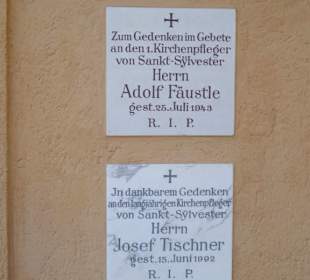 Zum Gedenken im Gebete
an den 1. Kirchenpfleger
von Sankt-Sylvester
Herrn
Adolf Fäustle
gest. 25. Juli 1943
R. I. P.
In dankbarem Gedenken
an den langjährigen Kirchenpfleger
von Sankt-Sylvester
Herrn
Josef Tischner
gest. 15. Juni 1992
R. I. P.